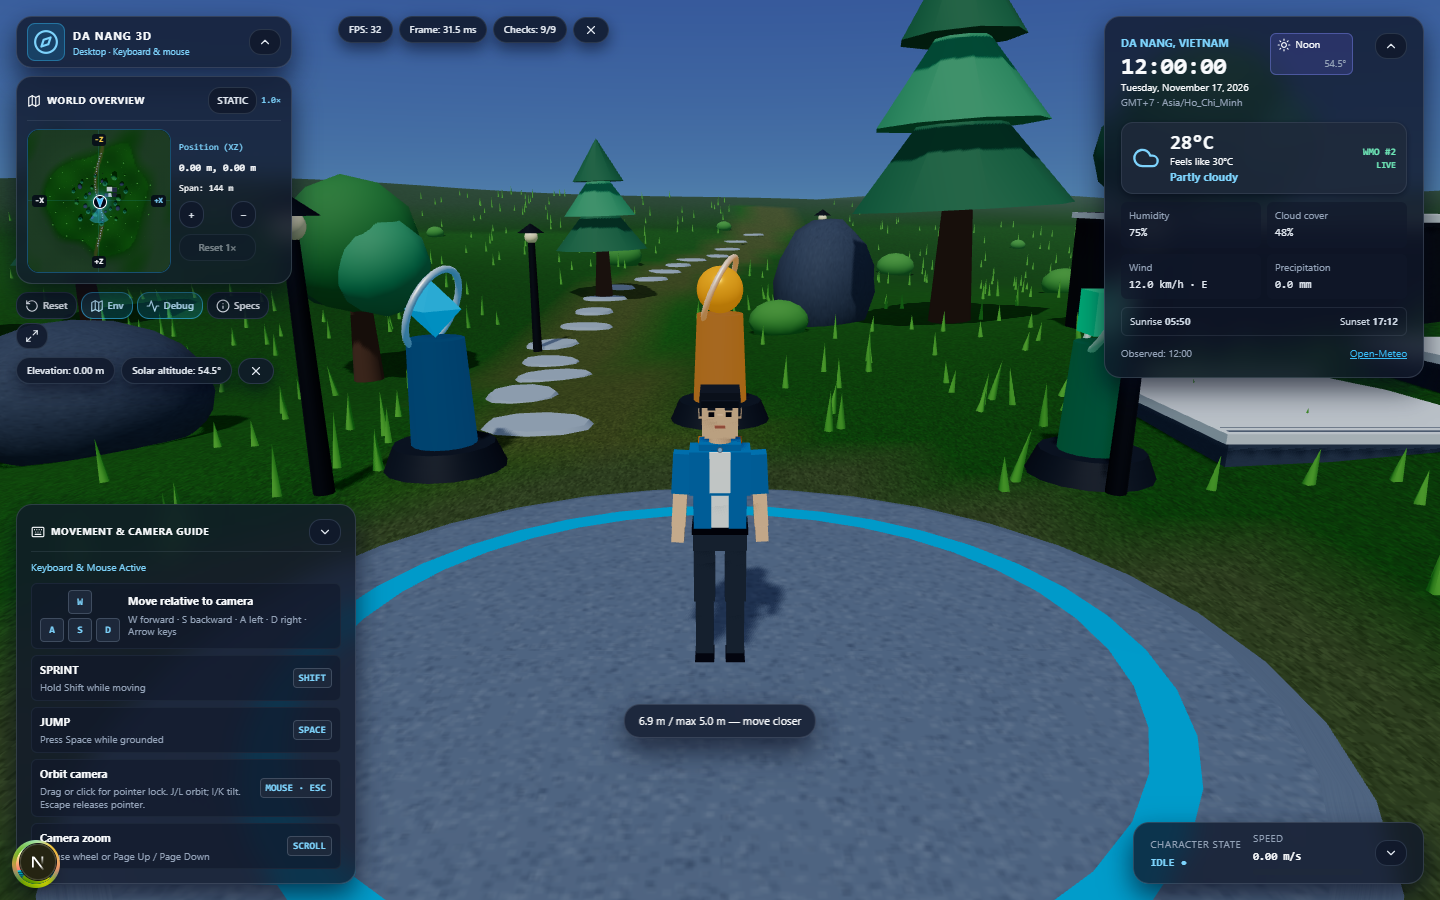 DA NANG 3D
Desktop · Keyboard & mouse
FPS: 32
Frame: 31.5 ms
Checks: 9/9
WORLD OVERVIEW
STATIC
1.0×
-Z
-X
+X
+Z
Position (XZ)
0.00 m, 0.00 m
Span: 144 m
+
−
Reset 1×
Reset
Env
Debug
Specs
Elevation: 0.00 m
Solar altitude: 54.5°
DA NANG, VIETNAM
12:00:00
Tuesday, November 17, 2026
GMT+7 · Asia/Ho_Chi_Minh
Noon
54.5°
28°C
Feels like 30°C
Partly cloudy
WMO #2
LIVE
Humidity
75%
Cloud cover
48%
Wind
12.0 km/h · E
Precipitation
0.0 mm
Sunrise 05:50
Sunset 17:12
Observed: 12:00
Open-Meteo
MOVEMENT & CAMERA GUIDE
Keyboard & Mouse Active
W
A S D
Move relative to camera
W forward · S backward · A left · D right ·
Arrow keys
SPRINT
Hold Shift while moving
SHIFT
JUMP
Press Space while grounded
SPACE
Orbit camera
Drag or click for pointer lock. J/L orbit; I/K tilt.
Escape releases pointer.
MOUSE · ESC
Camera zoom
wheel or Page Up / Page Down
SCROLL
N
6.9 m / max 5.0 m — move closer
CHARACTER STATE
IDLE
SPEED
0.00 m/s